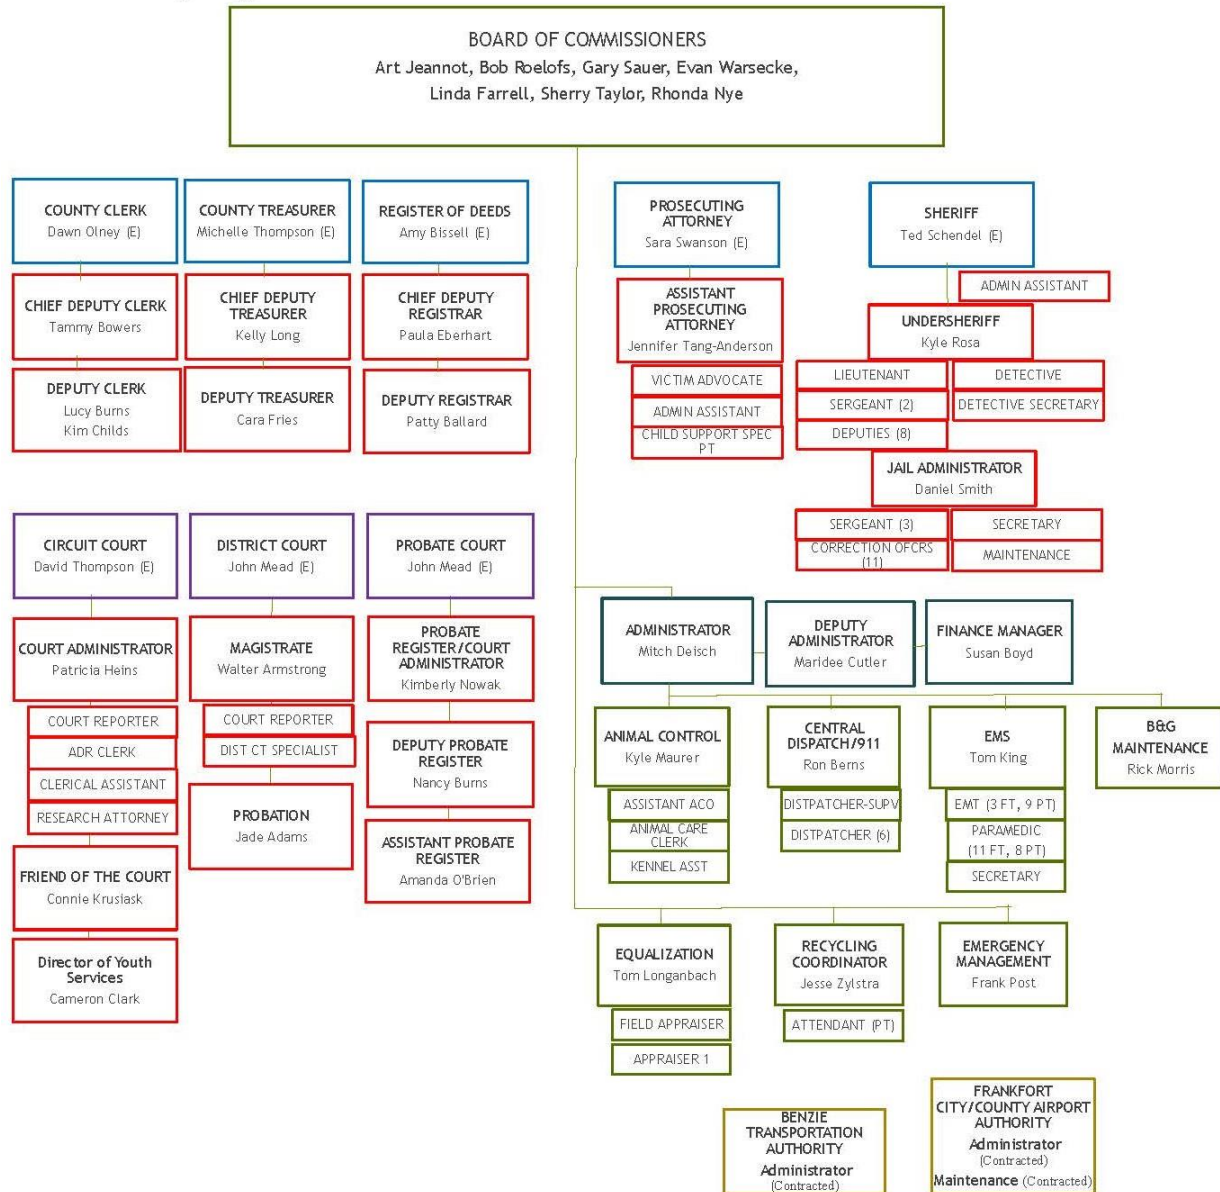 BOARD OF COMMISSIONERS
Art Jeannot, Bob Roelofs, Gary Sauer, Evan Warsecke,
Linda Farrell, Sherry Taylor, Rhonda Nye
COUNTY CLERK
Dawn Olney (E)
COUNTY TREASURER
Michelle Thompson (E)
REGISTER OF DEEDS
Amy Bissell (E)
PROSECUTING
ATTORNEY
Sara Swanson (E)
SHERIFF
Ted Schendel (E)
CHIEF DEPUTY CLERK
Tammy Bowers
CHIEF DEPUTY
TREASURER
Kelly Long
CHIEF DEPUTY
REGISTRAR
Paula Eberhart
ASSISTANT
PROSECUTING
ATTORNEY
Jennifer Tang-Anderson
ADMIN ASSISTANT
UNDERSHERIFF
Kyle Rosa
DEPUTY CLERK
Lucy Burns
Kim Childs
DEPUTY TREASURER
Cara Fries
DEPUTY REGISTRAR
Patty Ballard
VICTIM ADVOCATE
ADMIN ASSISTANT
CHILD SUPPORT SPEC
PT
LIEUTENANT
DETECTIVE
SERGEANT (2)
DETECTIVE SECRETARY
DEPUTIES (8)
JAIL ADMINISTRATOR
Daniel Smith
SERGEANT (3)
SECRETARY
CORRECTION OFCRS
(11)
MAINTENANCE
CIRCUIT COURT
David Thompson (E)
DISTRICT COURT
John Mead (E)
PROBATE COURT
John Mead (E)
COURT ADMINISTRATOR
Patricia Heins
MAGISTRATE
Walter Armstrong
PROBATE
REGISTER/COURT
ADMINISTRATOR
Kimberly Nowak
COURT REPORTER
ADR CLERK
CLERICAL ASSISTANT
RESEARCH ATTORNEY
COURT REPORTER
DIST CT SPECIALIST
DEPUTY PROBATE
REGISTER
Nancy Burns
PROBATION
Jade Adams
ASSISTANT PROBATE
REGISTER
Amanda O'Brien
FRIEND OF THE COURT
Connie Krusiask
Director of Youth
Services
Cameron Clark
ADMINISTRATOR
Mitch Deisch
DEPUTY
ADMINISTRATOR
Maridee Cutler
FINANCE MANAGER
Susan Boyd
ANIMAL CONTROL
Kyle Maurer
CENTRAL
DISPATCH/911
Ron Berns
EMS
Tom King
B&G
MAINTENANCE
Rick Morris
ASSISTANT ACO
ANIMAL CARE
CLERK
KENNEL ASST
DISTPATCHER-SUPV
DISTPATCHER (6)
EMT (3 FT, 9 PT)
PARAMEDIC
(11 FT, 8 PT)
SECRETARY
EQUALIZATION
Tom Longanbach
RECYCLING
COORDINATOR
Jesse Zylstra
EMERGENCY
MANAGEMENT
Frank Post
FIELD APPRAISER
APPRAISER 1
ATTENDANT (PT)
BENZIE
TRANSPORTATION
AUTHORITY
Administrator
(Contracted)
FRANKFORT
CITY/COUNTY AIRPORT
AUTHORITY
Administrator
(Contracted)
Maintenance (Contracted)